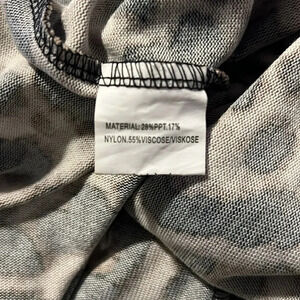 MATERIAL: 28%PPT.17%
NYLON.55%VISCOSE/VISKOSE